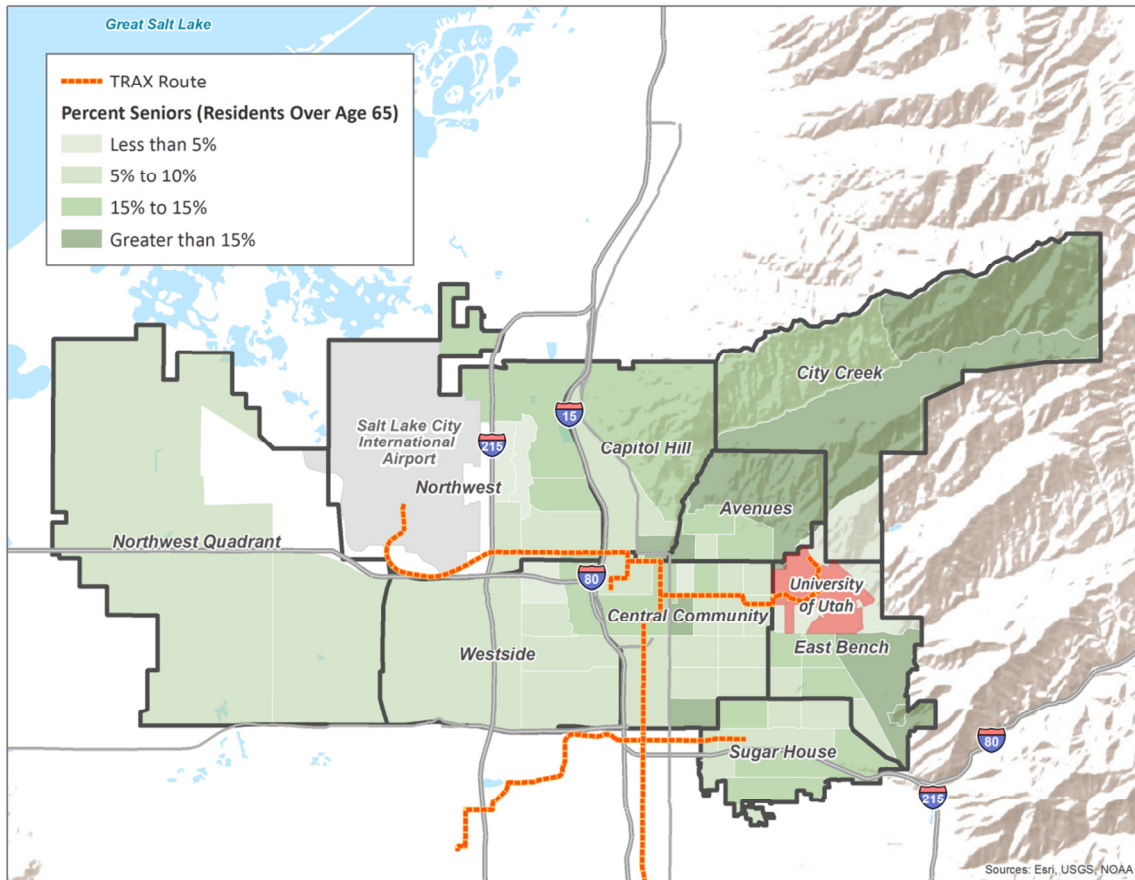 Great Salt Lake
TRAX Route
Percent Seniors (Residents Over Age 65)
Less than 5%
5% to 10%
15% to 15%
Greater than 15%
City Creek
15
Salt Lake City
International
Airport
215
Capitol Hill
Northwest
Avenues
Northwest Quadrant
80
University
of Utah
Central Community
East Bench
Westside
Sugar House
80
215
Sources: Esri, USGS, NOAA